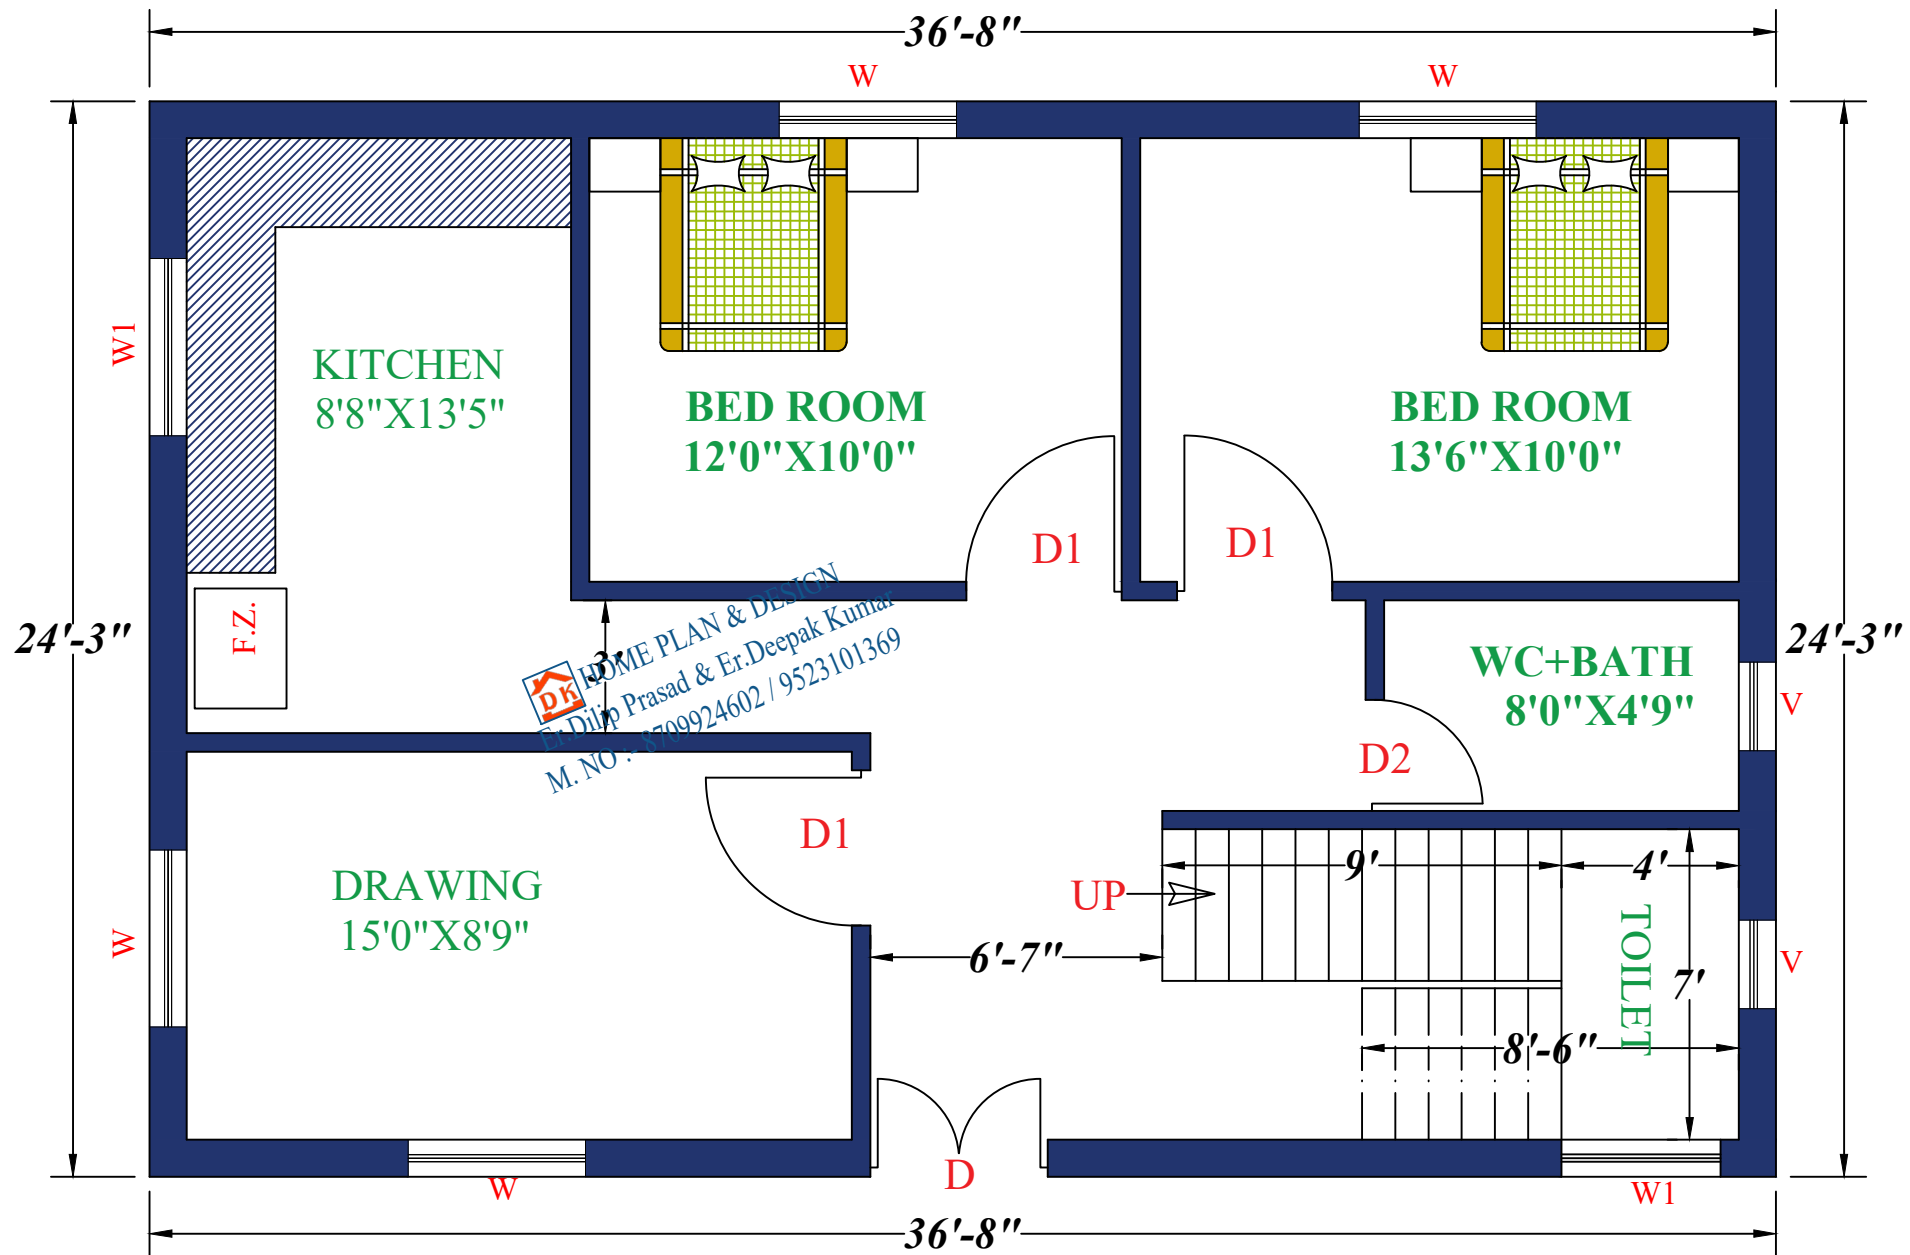 36'-8"
W
W
W1
KITCHEN
8'8"X13'5"
BED ROOM
12'0"X10'0"
BED ROOM
13'6"X10'0"
D1
D1
F.Z.
24'-3"
24'-3"
3'
HOME PLAN & DESIGN
DK
Er.Dilip Prasad & Er.Deepak Kumar
M. NO :- 8709924602 / 9523101369
WC+BATH
8'0"X4'9"
V
D2
D1
DRAWING
15'0"X8'9"
W
UP
9'
4'
TOILET
7'
6'-7"
V
8'-6"
D
W
W1
36'-8"